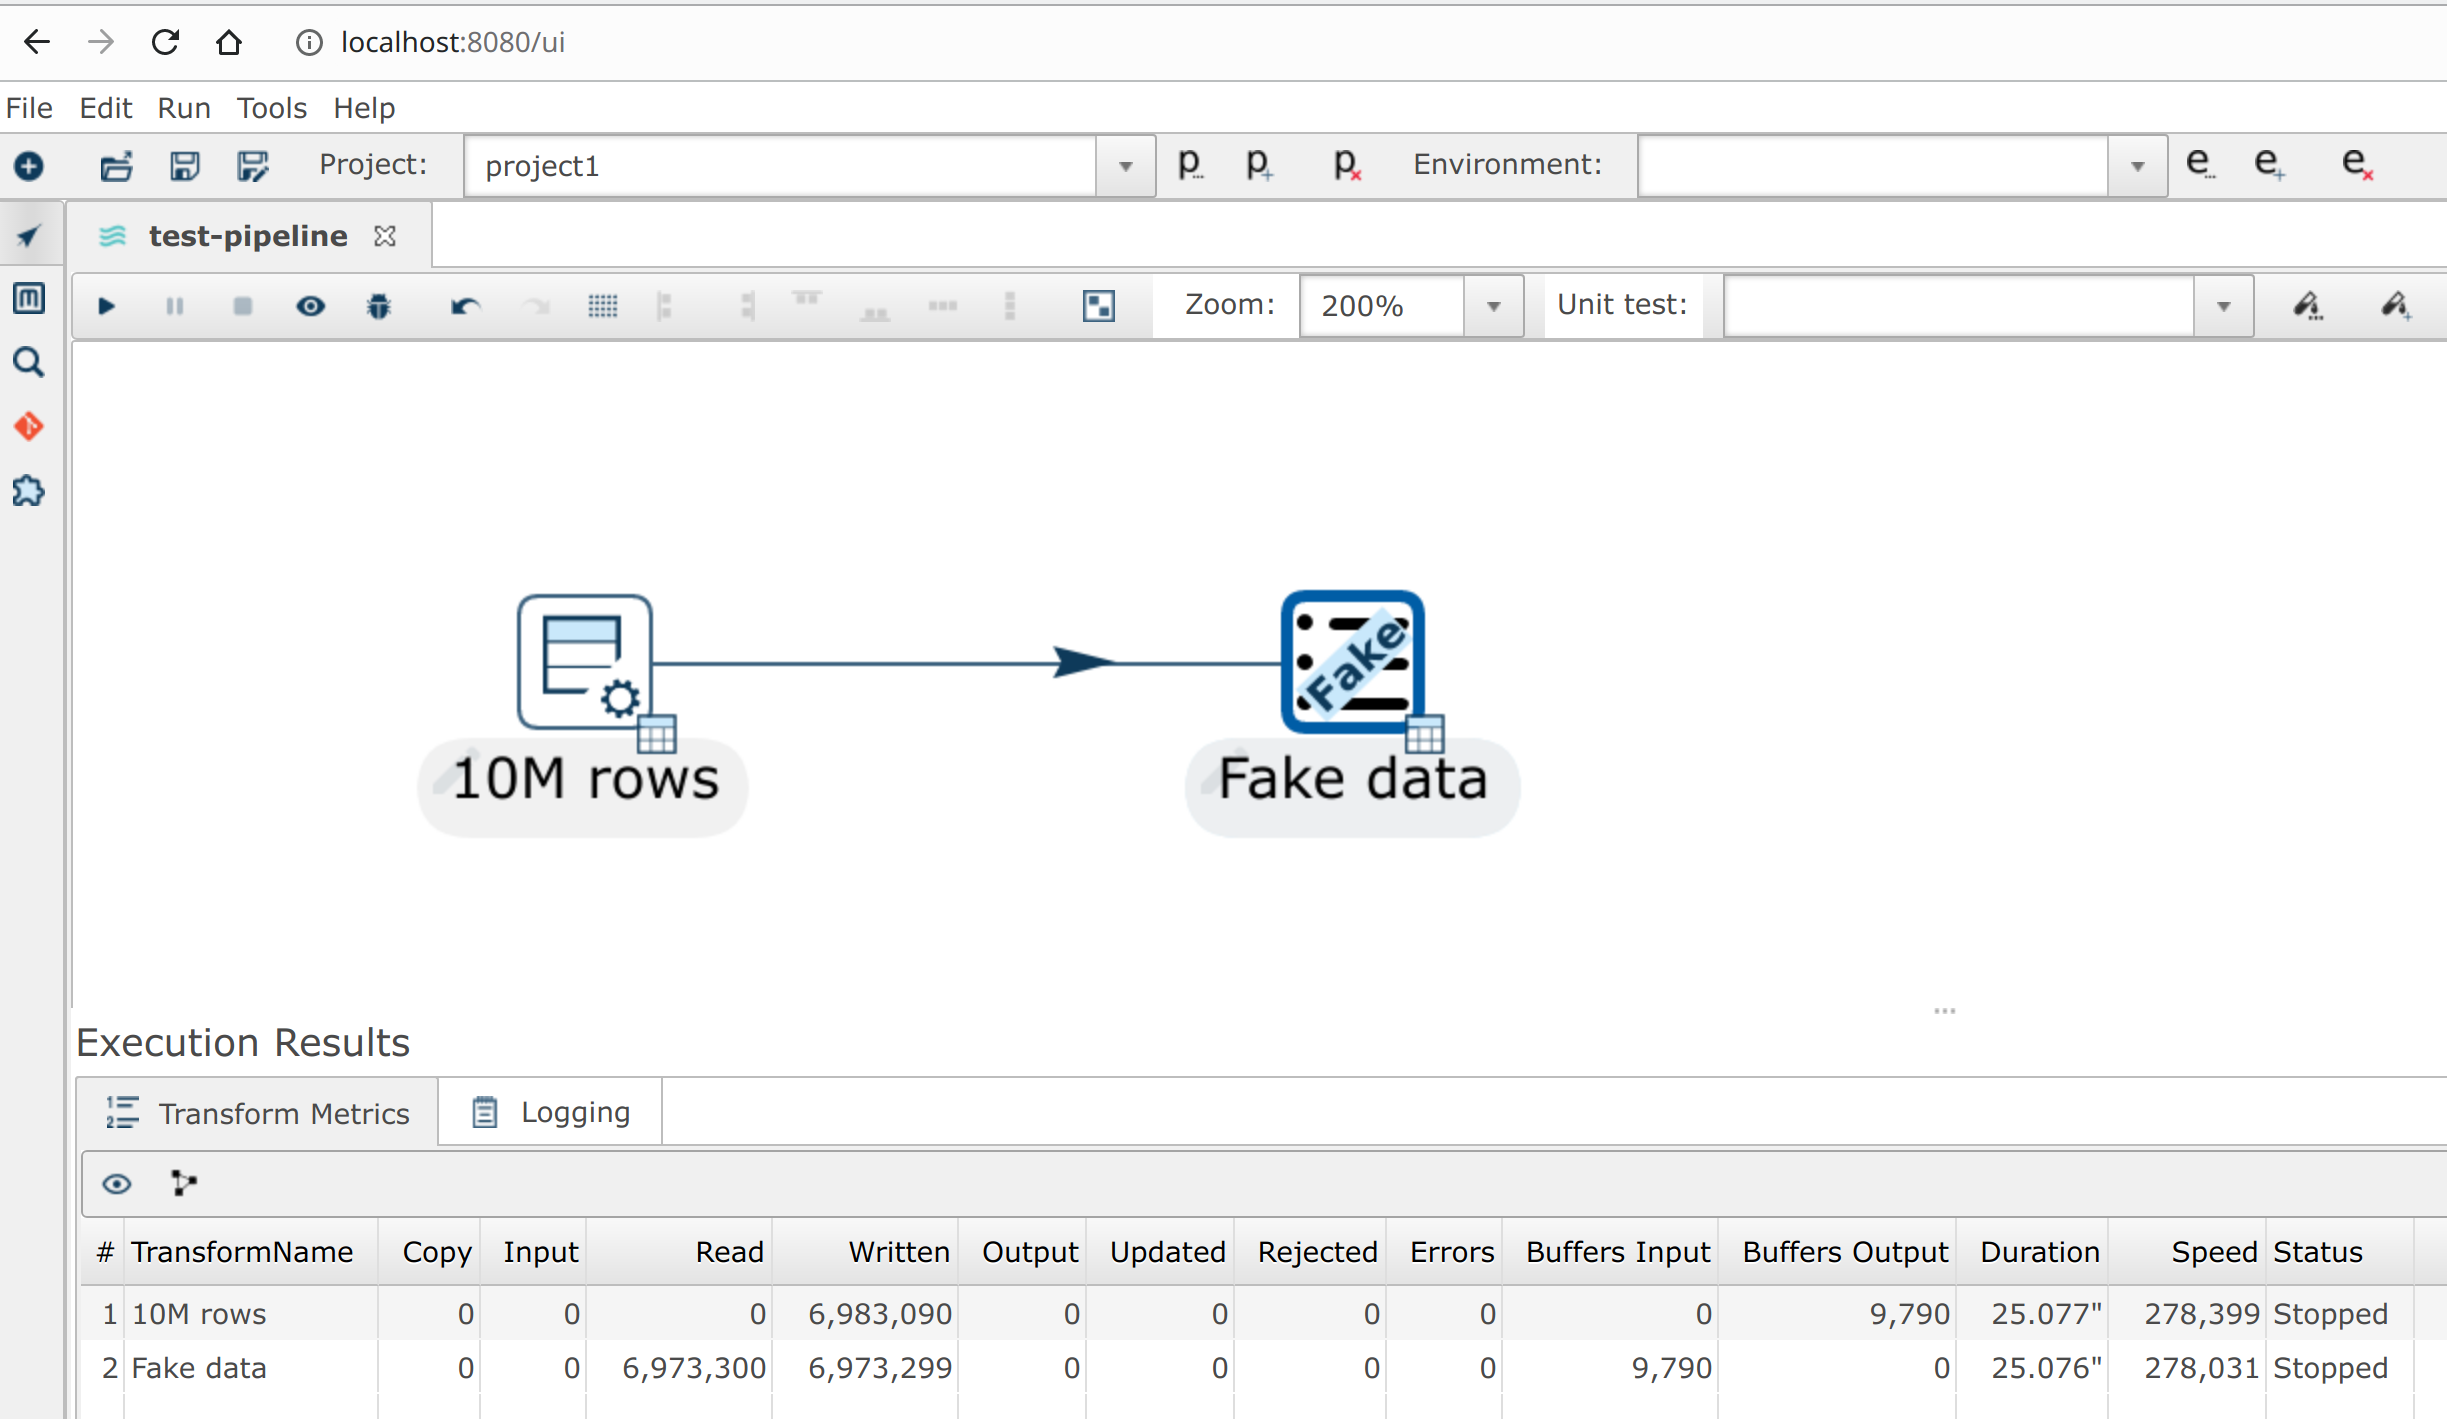 localhost:8080/ui
File Edit Run Tools Help
Project: project1 p p p Environment: e e e
test-pipeline
Zoom: 200% Unit test:
Fake
10M rows Fake data
Execution Results
Transform Metrics Logging
# TransformName Copy Input Read Written Output Updated Rejected Errors Buffers Input Buffers Output Duration Speed Status
1 10M rows 0 0 0 6,983,090 0 0 0 0 0 9,790 25.077" 278,399 Stopped
2 Fake data 0 0 6,973,300 6,973,299 0 0 0 0 9,790 0 25.076" 278,031 Stopped